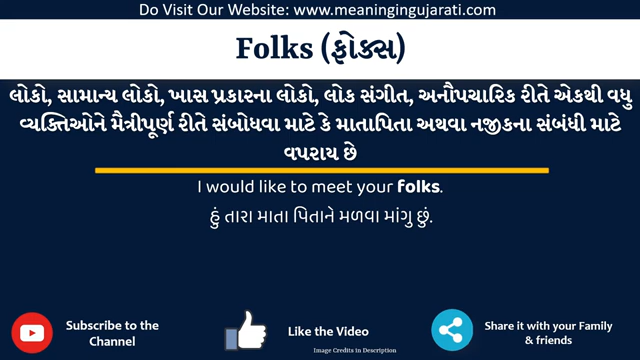 Do Visit Our Website: www.meaningingujarati.com
Folks (ફોક્સ)
લોકો, સામાન્ય લોકો, ખાસ પ્રકારના લોકો, લોક સંગીત, અનૌપચારિક રીતે એકથી વધુ
વ્યક્તિઓને મૈત્રીપૂર્ણ રીતે સંબોધવા માટે કે માતાપિતા અથવા નજીકના સંબંધી માટે
વપરાય છે
I would like to meet your folks.
હું તારા માતા પિતાને મળવા માંગુ છું.
Subscribe to the
Channel
Like the Video
Share it with your Family
& friends
Image Credits in Description